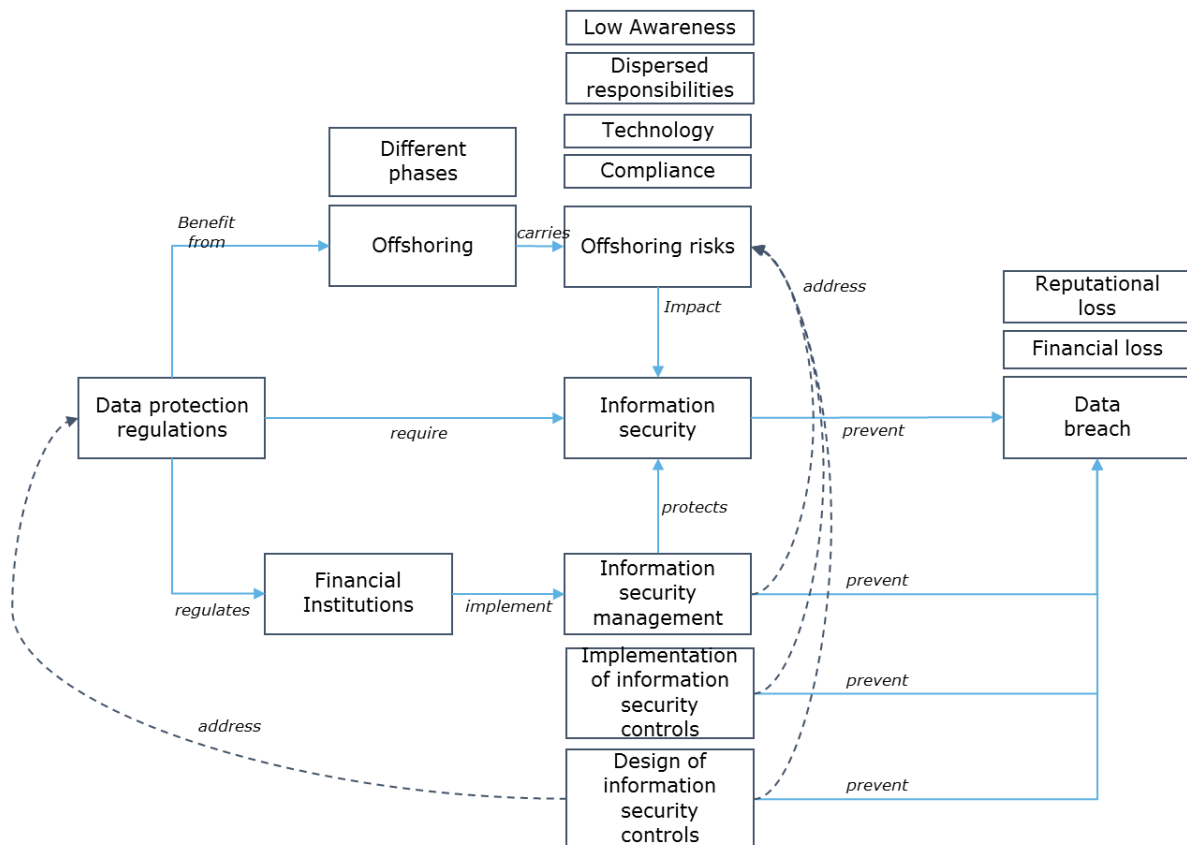 Low Awareness
Dispersed
responsibilities
Technology
Compliance
Different
phases
Benefit
from
Offshoring
carries
Offshoring risks
address
Impact
Reputational
loss
Financial loss
Data protection
regulations
require
Information
security
prevent
Data
breach
protects
regulates
Financial
Institutions
implement
Information
security
management
prevent
Implementation
of information
security
controls
prevent
address
Design of
information
security
controls
prevent